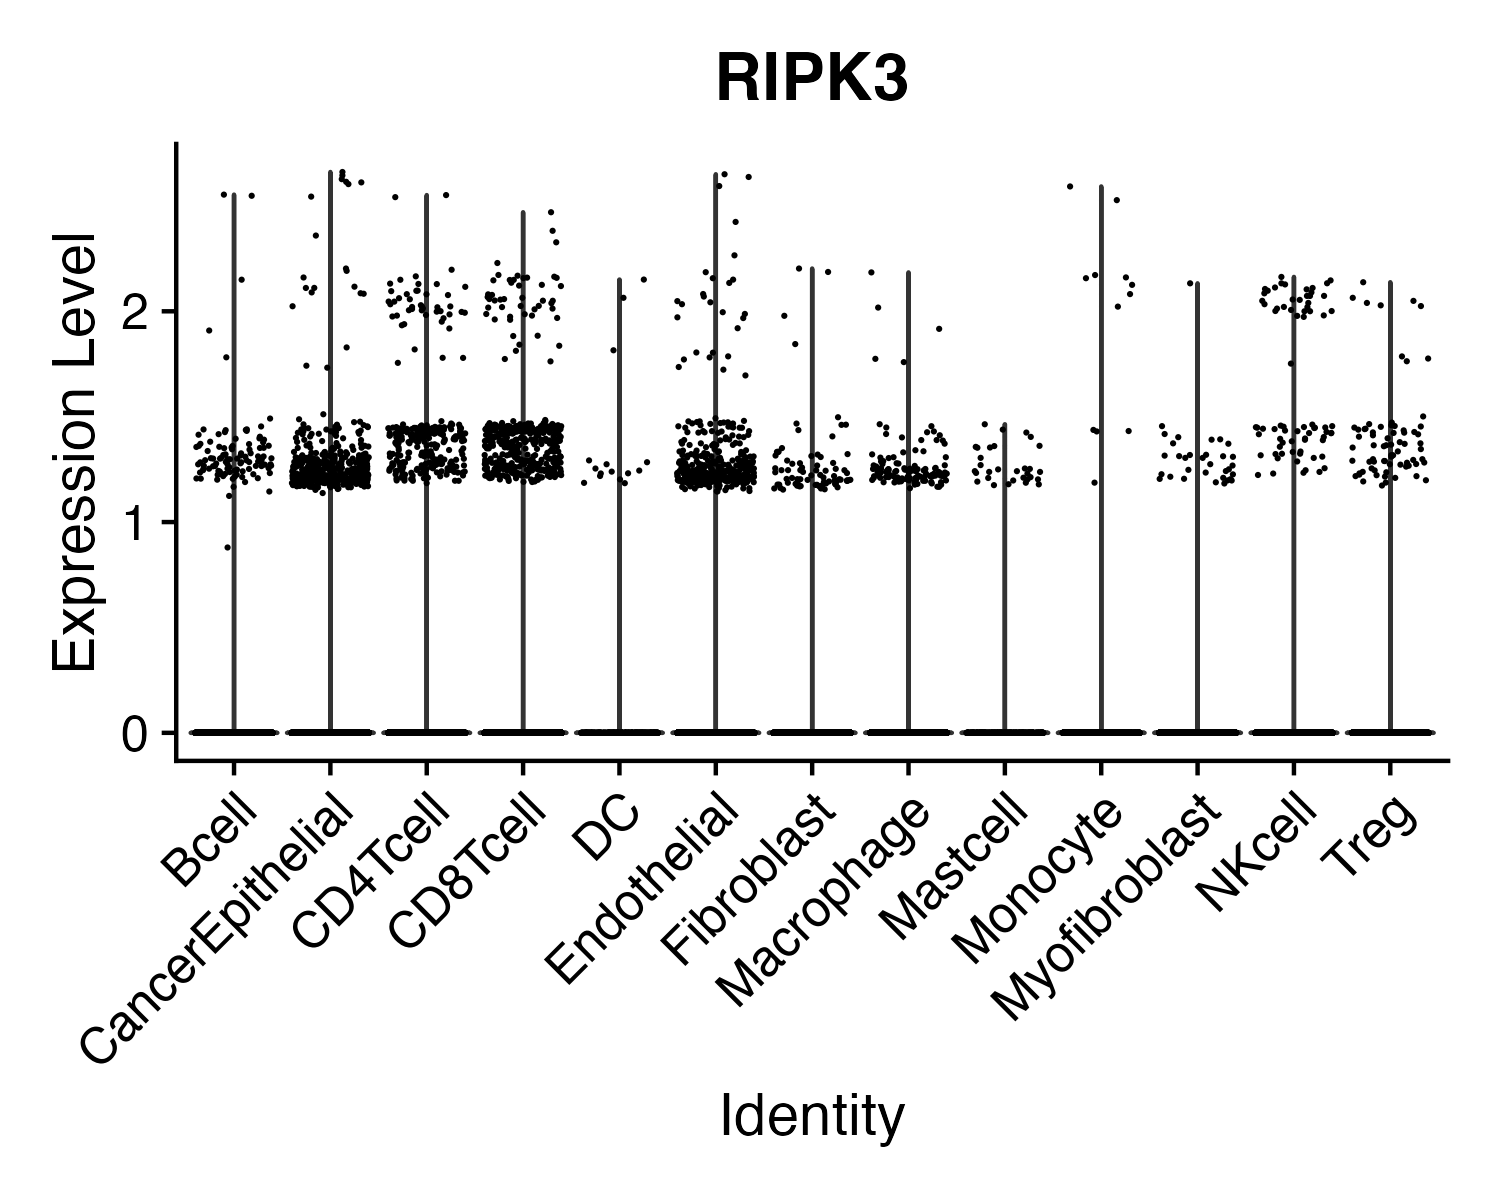 RIPK3
Expression Level
2
1
0
Bcell
CancerEpithelial
CD4Tcell
CD8Tcell
DC
Endothelial
Fibroblast
Macrophage
Mastcell
Monocyte
Myofibroblast
NKcell
Treg
Identity